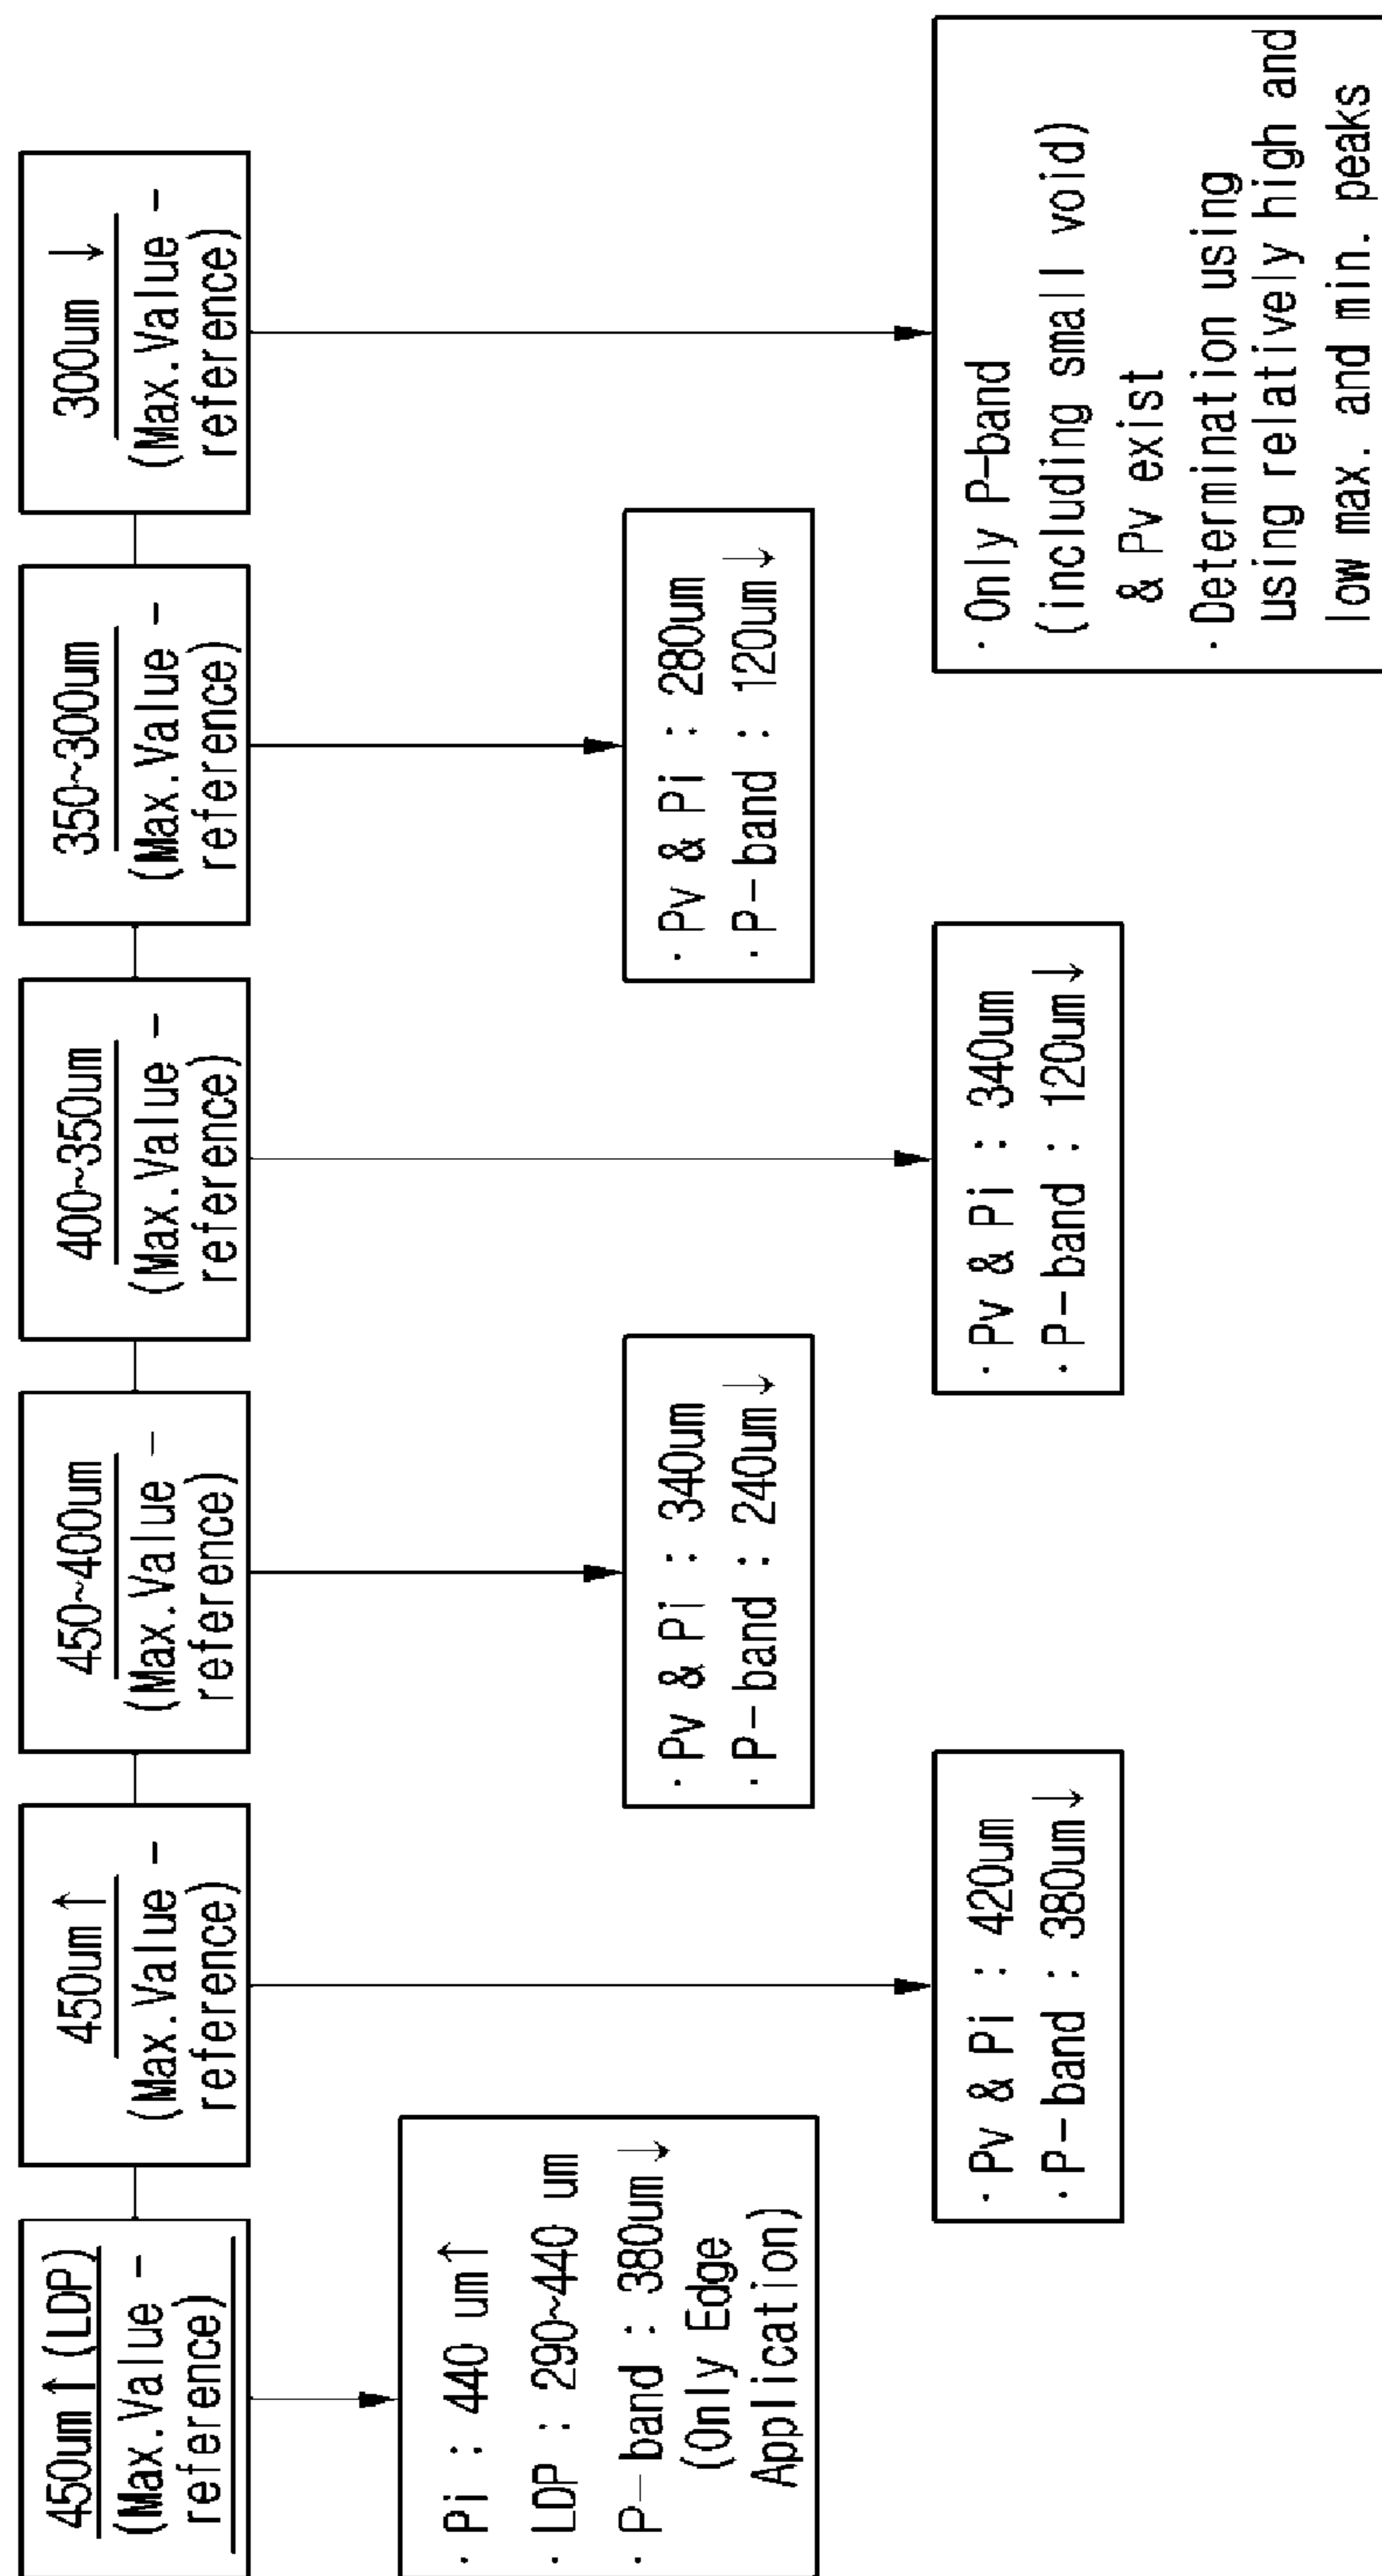 450um↑(LDP)
(Max.Value -
reference)
450um↑
(Max.Value -
reference)
450~400um
(Max.Value -
reference)
400~350um
(Max.Value -
reference)
350~300um
(Max.Value -
reference)
300um ↓
(Max.Value -
reference)
· Pi : 440 um↑
· LDP : 290~440 um
· P-band : 380um↓
(Only Edge
Application)
· Pv & Pi : 420um
· P-band : 380um↓
· Pv & Pi : 340um
· P-band : 240um↓
· Pv & Pi : 340um
· P-band : 120um↓
· Pv & Pi : 280um
· P-band : 120um↓
· Only P-band
(including small void)
& Pv exist
· Determination using
using relatively high and
low max. and min. peaks